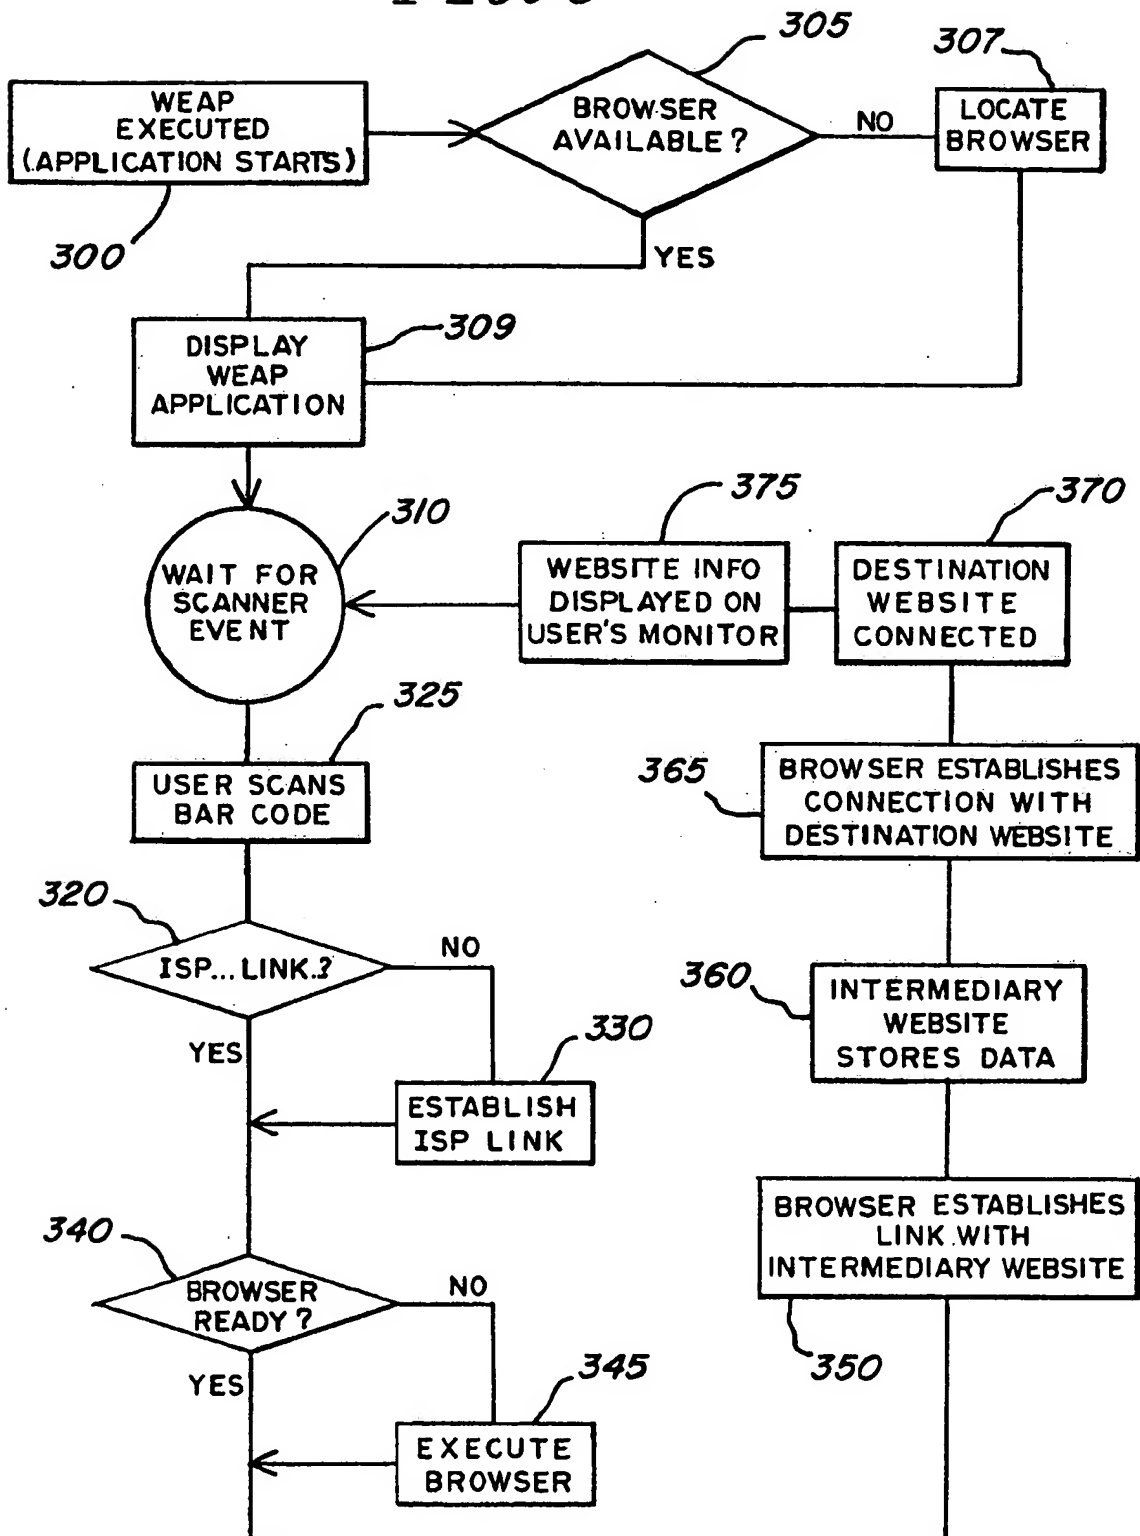 305
307
WEAP
EXECUTED
(APPLICATION STARTS)
BROWSER
AVAILABLE?
NO
LOCATE
BROWSER
300
YES
309
DISPLAY
WEAP
APPLICATION
310
375
370
WAIT FOR
SCANNER
EVENT
WEBSITE INFO
DISPLAYED ON
USER'S MONITOR
DESTINATION
WEBSITE
CONNECTED
325
USER SCANS
BAR CODE
365
BROWSER ESTABLISHES
CONNECTION WITH
DESTINATION WEBSITE
320
ISP... LINK.?
NO
YES
330
ESTABLISH
ISP LINK
360
INTERMEDIARY
WEBSITE
STORES DATA
340
BROWSER
READY?
NO
YES
345
EXECUTE
BROWSER
BROWSER ESTABLISHES
LINK WITH
INTERMEDIARY WEBSITE
350